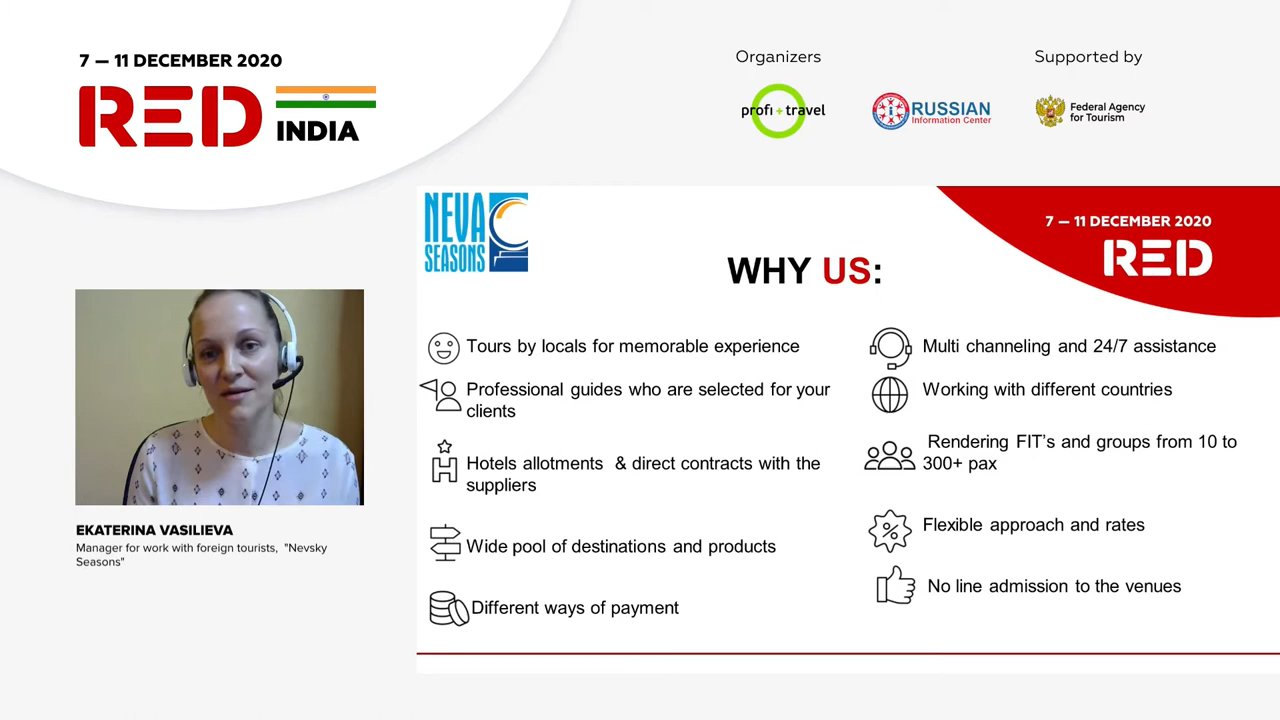 7 — 11 DECEMBER 2020
RED
INDIA
Organizers
profi + travel
RUSSIAN
Information Center
Supported by
Federal Agency
for Tourism
NEVA
SEASONS
7 — 11 DECEMBER 2020
RED
WHY US:
Tours by locals for memorable experience
Professional guides who are selected for your
clients
Hotels allotments & direct contracts with the
suppliers
Wide pool of destinations and products
Different ways of payment
Multi channeling and 24/7 assistance
Working with different countries
Rendering FIT's and groups from 10 to
300+ pax
Flexible approach and rates
No line admission to the venues
EKATERINA VASILIEVA
Manager for work with foreign tourists, "Nevsky
Seasons"